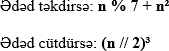 Ədəd təkdirsə: n % 7 + n²
Ədəd cütdürsə: (n // 2)³